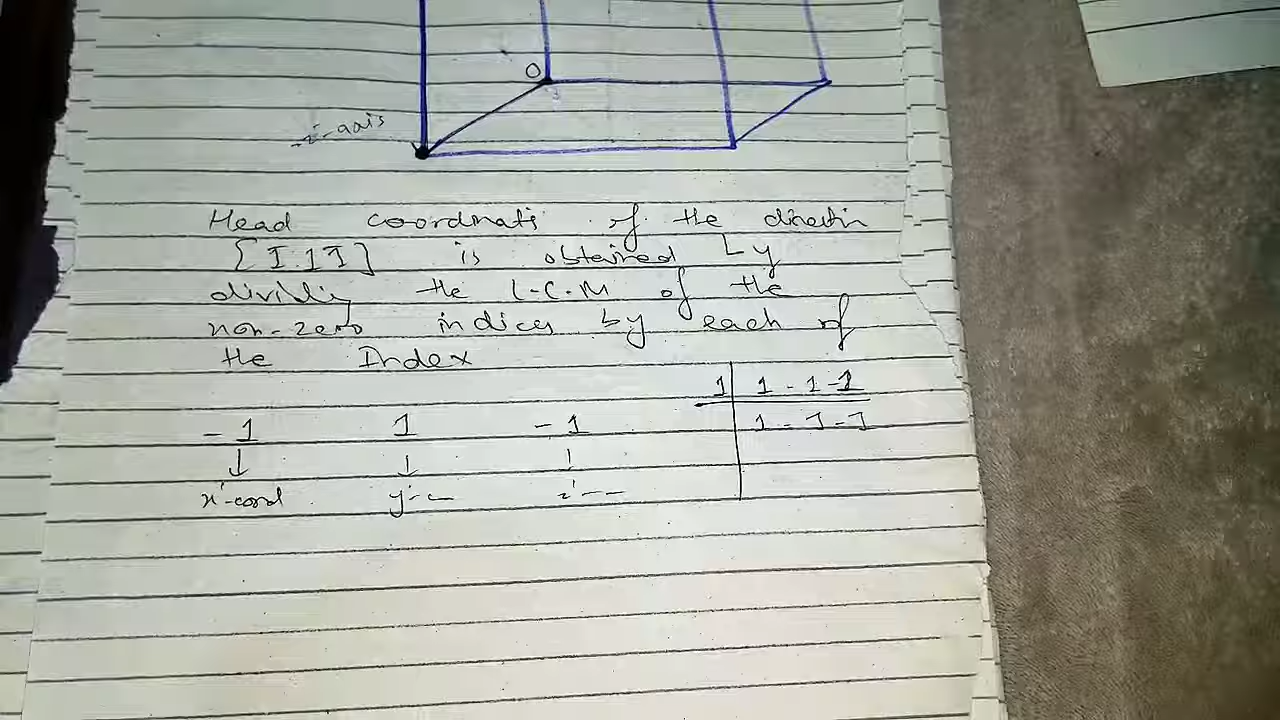 O
-x'-axis
Head coordinati of the direction
[1̄ 1 1̄] is obtained by
dividing the L.C.M of the
non-zero indices by each of
the Index
1 | 1 - 1 - 1
1 - 1 - 1
-1 1 -1
↓ ↓ ↓
x'-cord y'-c z'--